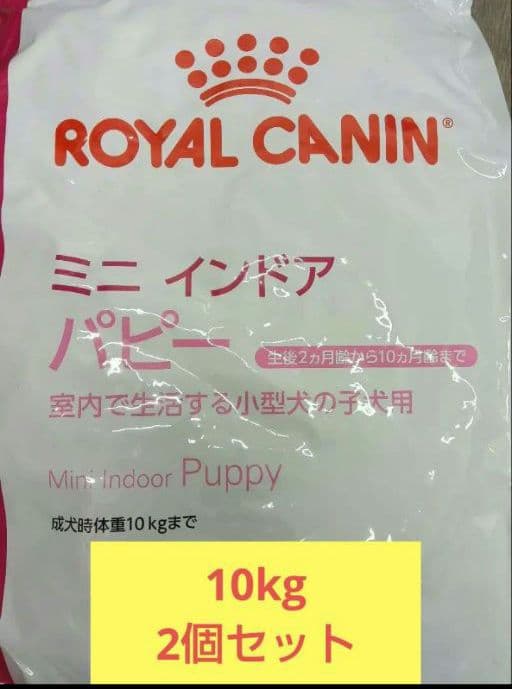 ROYAL CANIN®
ミニ インドア
パピー 生後2ヵ月齢から10ヵ月齢まで
室内で生活する小型犬の子犬用
Mini Indoor Puppy
成犬時体重10kgまで
10kg
2個セット